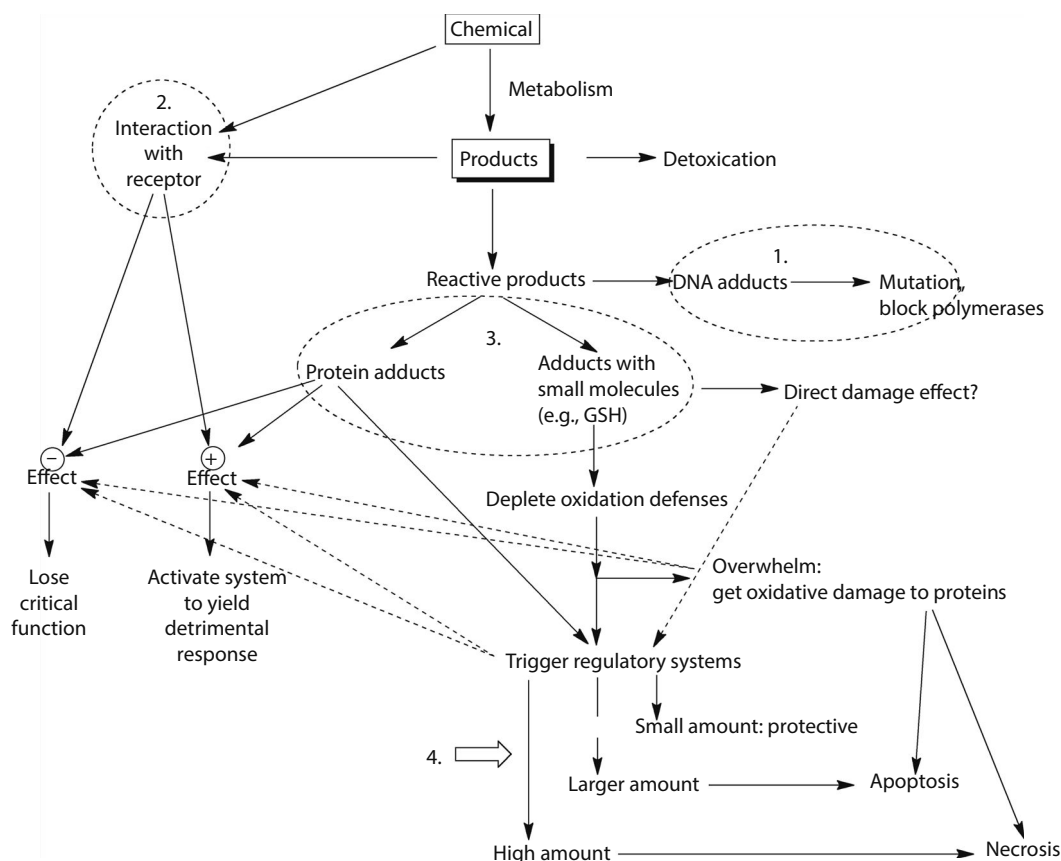 Chemical
Metabolism
2.
Interaction
with
receptor
Products
Detoxication
1.
Reactive products
DNA adducts
Mutation,
block polymerases
3.
Protein adducts
Adducts with
small molecules
(e.g., GSH)
Direct damage effect?
−
Effect
+
Effect
Deplete oxidation defenses
Lose
critical
function
Activate system
to yield
detrimental
response
Overwhelm:
get oxidative damage to proteins
Trigger regulatory systems
Small amount: protective
4.
Larger amount
Apoptosis
High amount
Necrosis